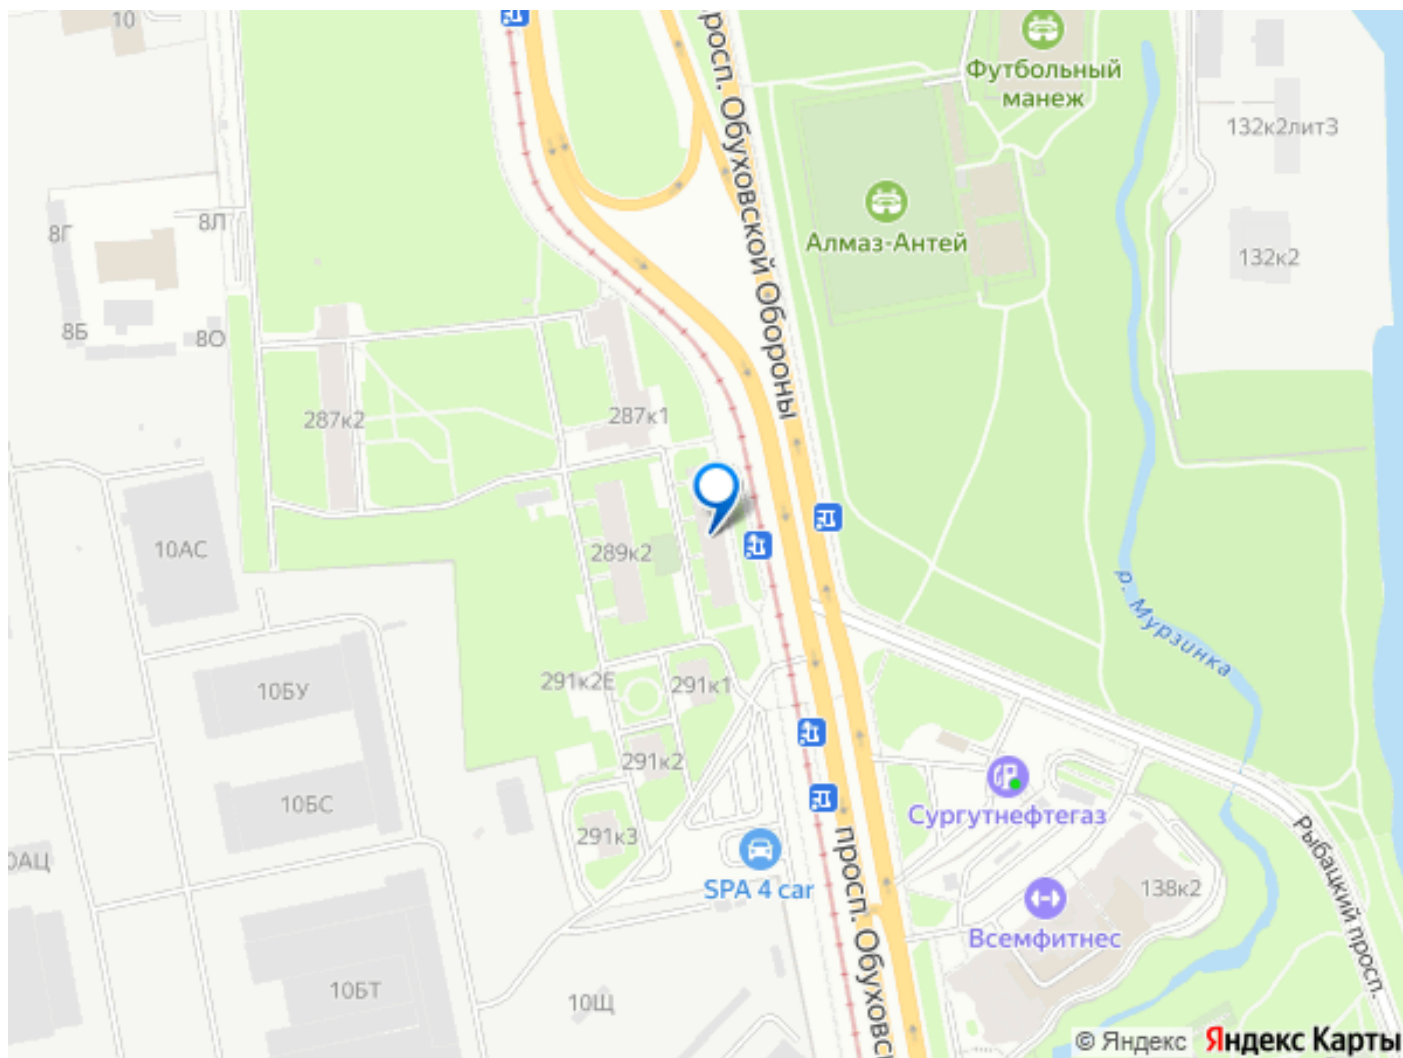 10
просп. Обуховской Обороны
Футбольный
манеж
132к2лит3
8Г
8Л
Алмаз-Антей
132к2
8Б
8О
287к2
287к1
10АС
289к2
р. Мурзинка
10БУ
291к2Е
291к1
291к2
Сургутнефтегаз
10БС
291к3
0АЦ
SPA 4 car
просп. Обуховс
Рыбацкий просп.
138к2
Всемфитнес
10БТ
10Щ
© Яндекс Яндекс Карты